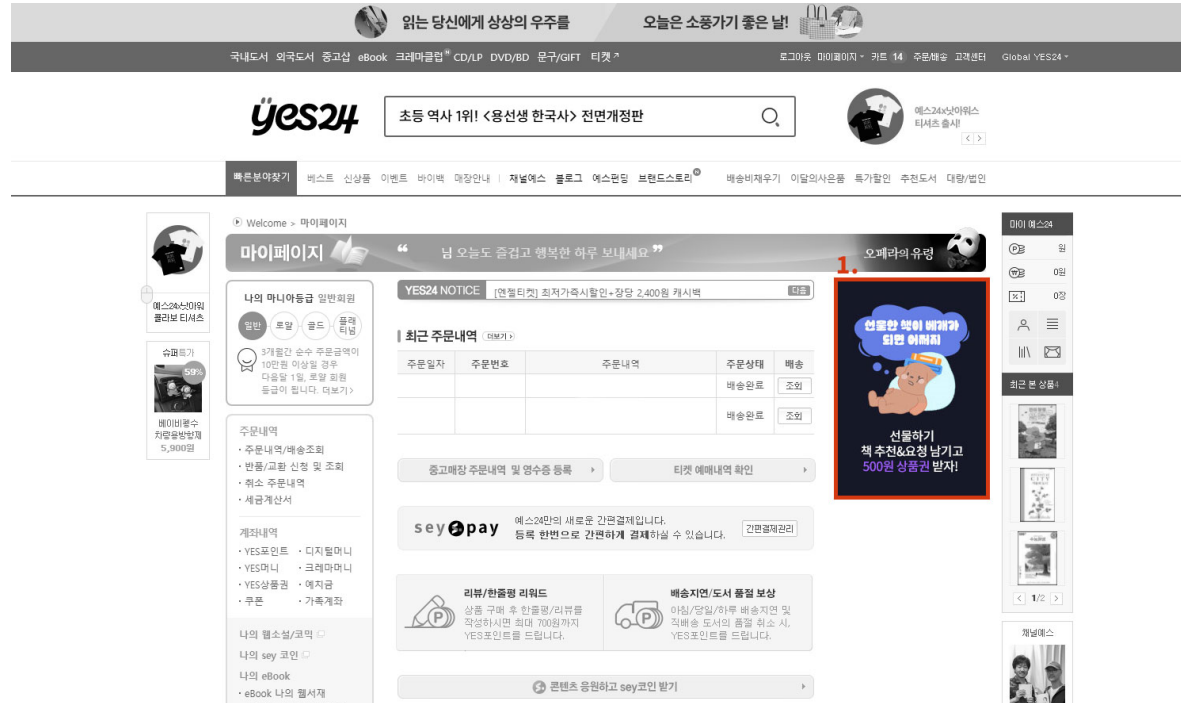 읽는 당신에게 상상의 우주를
오늘은 소풍가기 좋은 날!
국내도서 외국도서 중고샵 eBook 크레마클럽 CD/LP DVD/BD 문구/GIFT 티켓
로그아웃 마이페이지 카트 14 주문/배송 고객센터 Global YES24
yes24
초등 역사 1위! <용선생 한국사> 전면개정판
예스24x낫아워스
티셔츠 출시!
빠른분야찾기 베스트 신상품 이벤트 바이백 매장안내 | 채널예스 블로그 예스펀딩 브랜드스토리
배송비재우기 이달의사은품 특가할인 추천도서 대량/법인
Welcome > 마이페이지
마이페이지
“ 님 오늘도 즐겁고 행복한 하루 보내세요 ”
오페라의 유령
1.
예스24x낫아워
콜라보 티셔츠
슈퍼특가
59%
베이비펭수
차량용방향제
5,900원
나의 마니아등급 일반회원
일반 로얄 골드 플래티넘
3개월간 순수 주문금액이
10만원 이상일 경우
다음달 1일, 로얄 회원
등급이 됩니다. 더보기>
주문내역
· 주문내역/배송조회
· 반품/교환 신청 및 조회
· 취소 주문내역
· 세금계산서
계좌내역
· YES포인트 · 디지털머니
· YES머니 · 크레마머니
· YES상품권 · 예치금
· 쿠폰 · 가족계좌
나의 웹소설/코믹
나의 sey 코인
나의 eBook
· eBook 나의 웹서재
YES24 NOTICE [엔젤티켓] 최저가즉시할인+장당 2,400원 캐시백 다음
최근 주문내역 더보기>
주문일자 주문번호 주문내역 주문상태 배송
배송완료 조회
배송완료 조회
중고매장 주문내역 및 영수증 등록
티켓 예매내역 확인
sey pay
예스24만의 새로운 간편결제입니다.
등록 한번으로 간편하게 결제하실 수 있습니다.
간편결제관리
리뷰/한줄평 리워드
상품 구매 후 한줄평/리뷰를
작성하시면 최대 700원까지
YES포인트를 드립니다.
배송지연/도서 품절 보상
아침/당일/하루 배송지연 및
직배송 도서의 품절 취소 시,
YES포인트를 드립니다.
콘텐츠 응원하고 sey코인 받기
선물한 책이 베개가
되면 어쩌지
선물하기
책 추천&요청 남기고
500원 상품권 받자!
마이 예스24
원
0원
0장
최근 본 상품4
1/2
채널예스